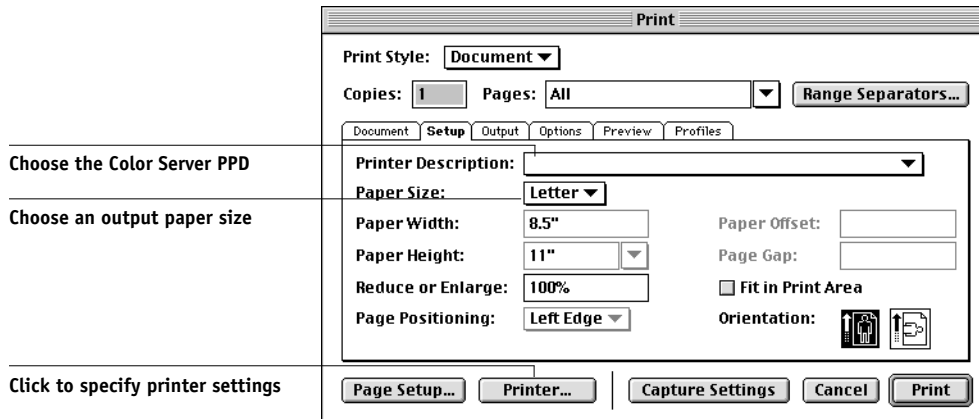 Print
Print Style: Document
Copies: 1 Pages: All Range Separators...
Document Setup Output Options Preview Profiles
Choose the Color Server PPD
Printer Description:
Paper Size: Letter
Choose an output paper size
Paper Width: 8.5" Paper Offset:
Paper Height: 11" Page Gap:
Reduce or Enlarge: 100% Fit in Print Area
Page Positioning: Left Edge Orientation:
Click to specify printer settings
Page Setup... Printer... Capture Settings Cancel Print